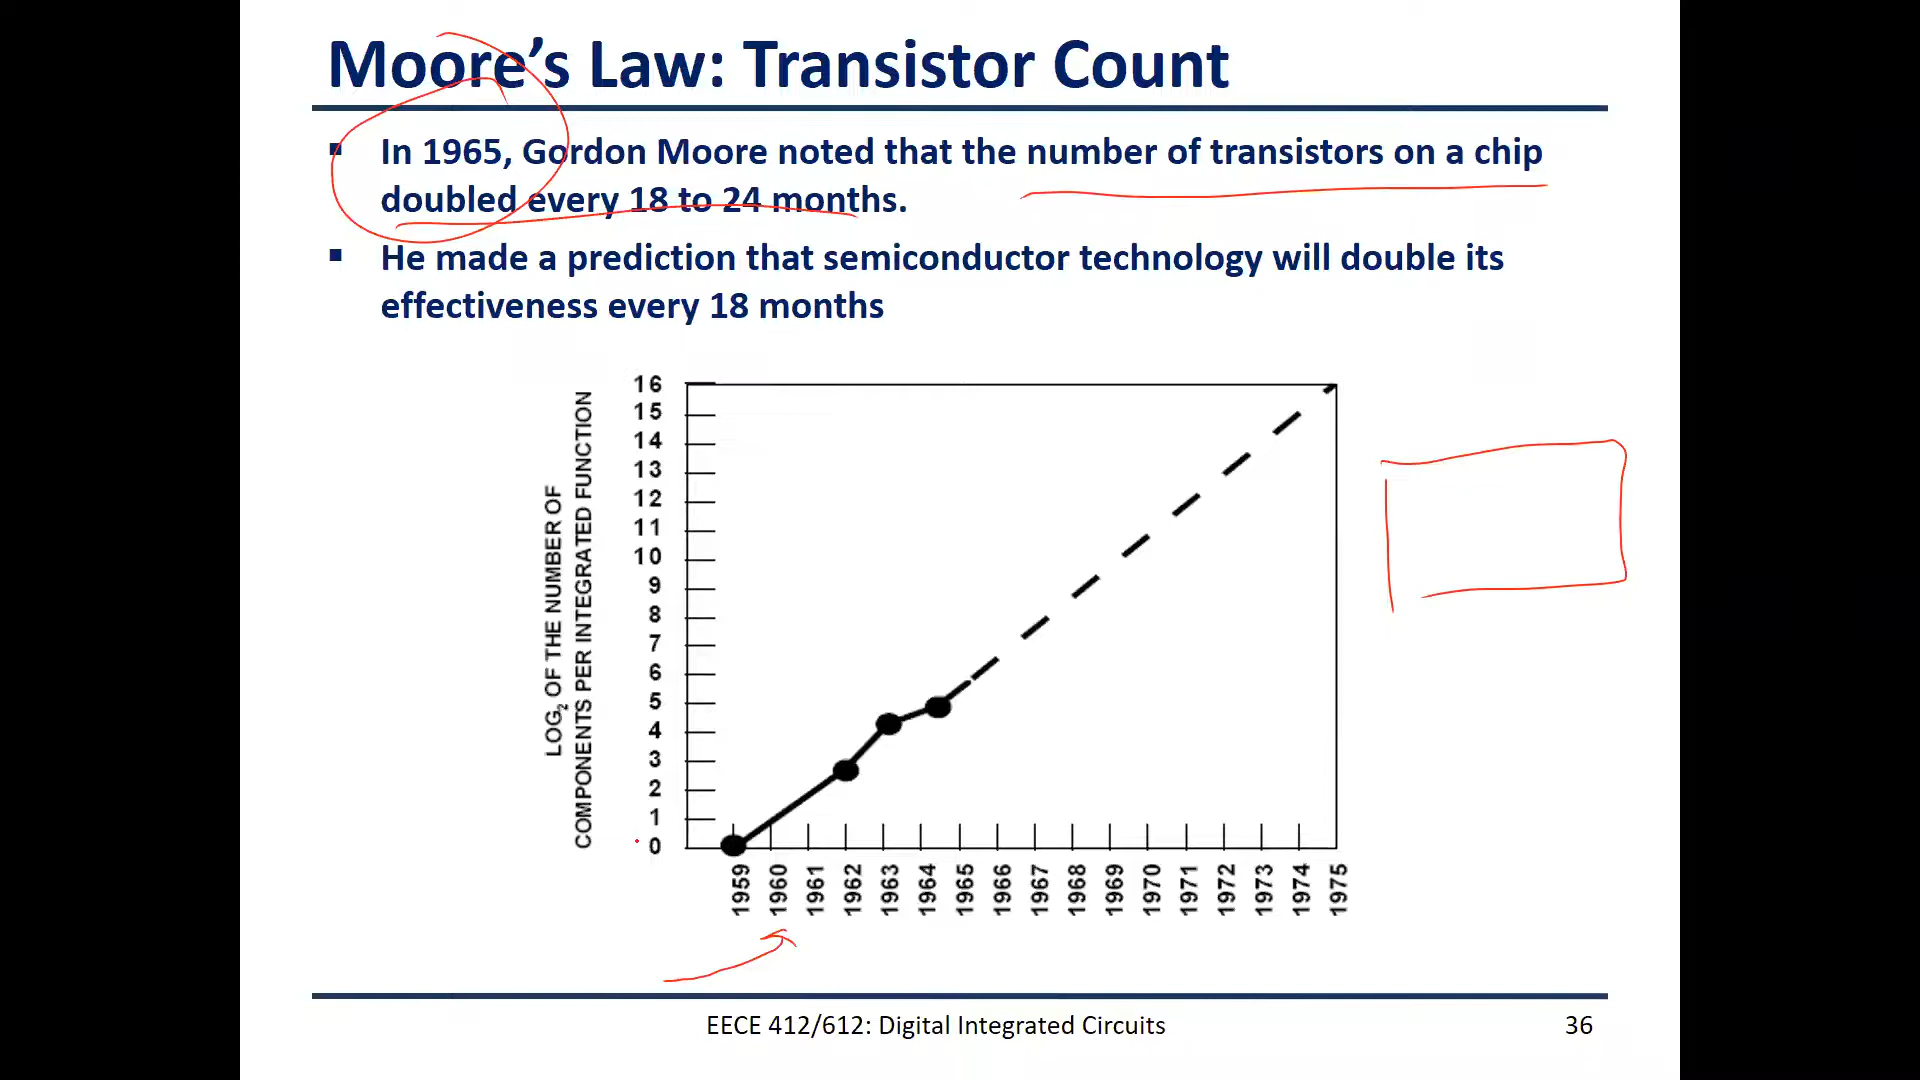 Moore’s Law: Transistor Count
▪ In 1965, Gordon Moore noted that the number of transistors on a chip
doubled every 18 to 24 months.
▪ He made a prediction that semiconductor technology will double its
effectiveness every 18 months
LOG₂ OF THE NUMBER OF
COMPONENTS PER INTEGRATED FUNCTION
16
15
14
13
12
11
10
9
8
7
6
5
4
3
2
1
0
1959 1960 1961 1962 1963 1964 1965 1966 1967 1968 1969 1970 1971 1972 1973 1974 1975
EECE 412/612: Digital Integrated Circuits
36